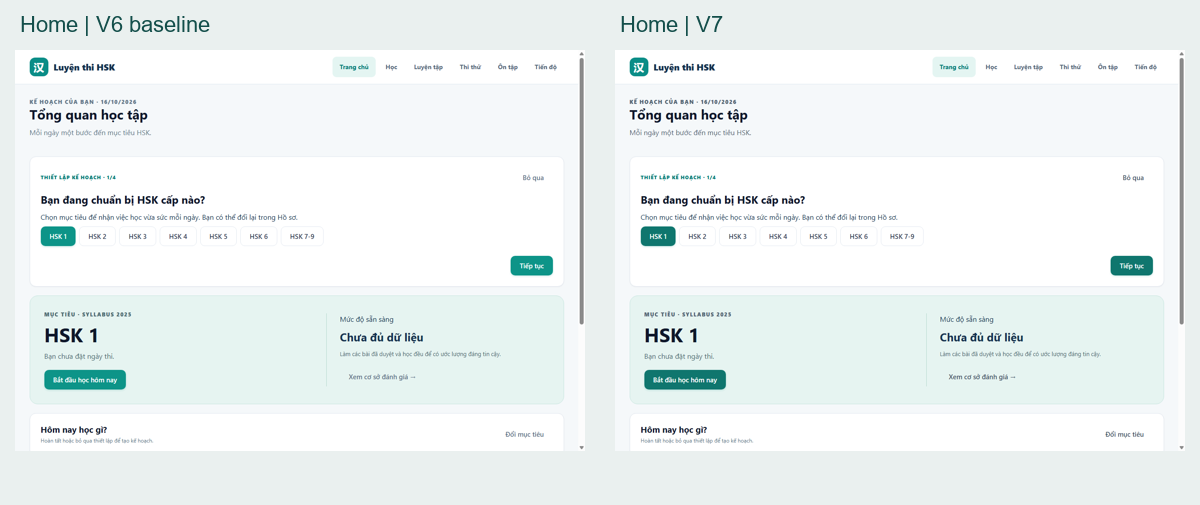 Home | V6 baseline
汉 Luyện thi HSK
Trang chủ Học Luyện tập Thi thử Ôn tập Tiến độ
KẾ HOẠCH CỦA BẠN · 16/10/2026
Tổng quan học tập
Mỗi ngày một bước đến mục tiêu HSK.
THIẾT LẬP KẾ HOẠCH · 1/4
Bỏ qua
Bạn đang chuẩn bị HSK cấp nào?
Chọn mục tiêu để nhận việc học vừa sức mỗi ngày. Bạn có thể đổi lại trong Hồ sơ.
HSK 1 HSK 2 HSK 3 HSK 4 HSK 5 HSK 6 HSK 7-9
Tiếp tục
MỤC TIÊU · SYLLABUS 2025
HSK 1
Bạn chưa đặt ngày thi.
Bắt đầu học hôm nay
Mức độ sẵn sàng
Chưa đủ dữ liệu
Làm các bài đã duyệt và học đều để có ước lượng đáng tin cậy.
Xem cơ sở đánh giá →
Hôm nay học gì?
Hoàn tất hoặc bỏ qua thiết lập để tạo kế hoạch.
Đổi mục tiêu
Home | V7
汉 Luyện thi HSK
Trang chủ Học Luyện tập Thi thử Ôn tập Tiến độ
KẾ HOẠCH CỦA BẠN · 16/10/2026
Tổng quan học tập
Mỗi ngày một bước đến mục tiêu HSK.
THIẾT LẬP KẾ HOẠCH · 1/4
Bỏ qua
Bạn đang chuẩn bị HSK cấp nào?
Chọn mục tiêu để nhận việc học vừa sức mỗi ngày. Bạn có thể đổi lại trong Hồ sơ.
HSK 1 HSK 2 HSK 3 HSK 4 HSK 5 HSK 6 HSK 7-9
Tiếp tục
MỤC TIÊU · SYLLABUS 2025
HSK 1
Bạn chưa đặt ngày thi.
Bắt đầu học hôm nay
Mức độ sẵn sàng
Chưa đủ dữ liệu
Làm các bài đã duyệt và học đều để có ước lượng đáng tin cậy.
Xem cơ sở đánh giá →
Hôm nay học gì?
Hoàn tất hoặc bỏ qua thiết lập để tạo kế hoạch.
Đổi mục tiêu